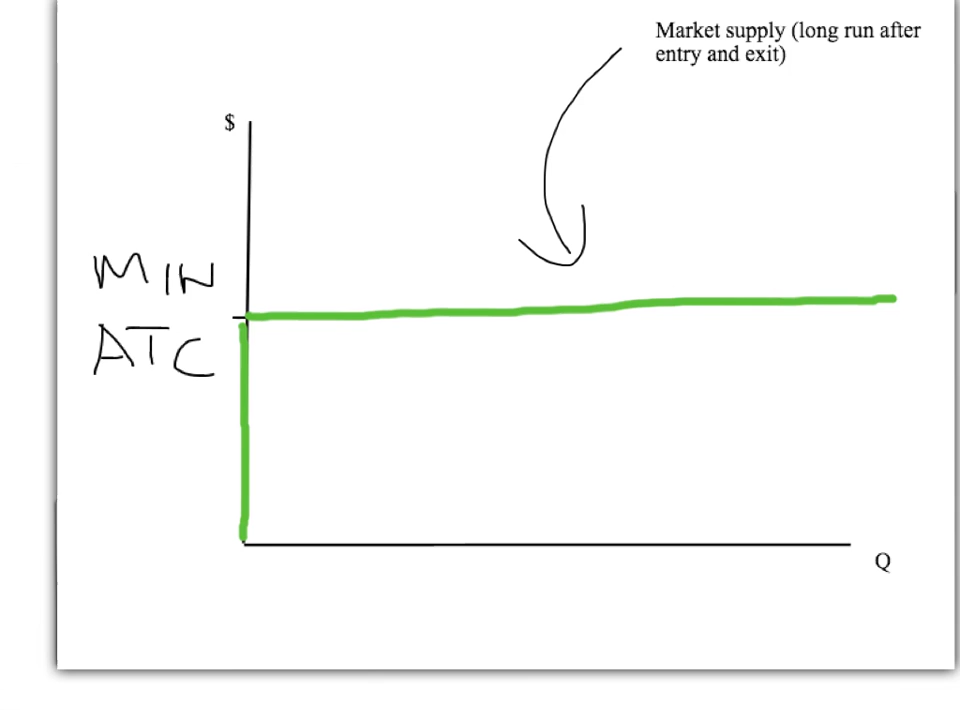 Market supply (long run after
entry and exit)
$
MIN
ATC
Q